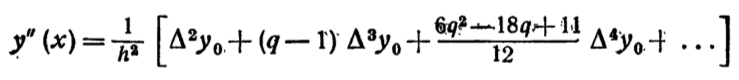 y″ (x) = 1/h² [Δ²y₀ + (q − 1) Δ³y₀ + (6q² − 18q + 11)/12 Δ⁴y₀ + ...]